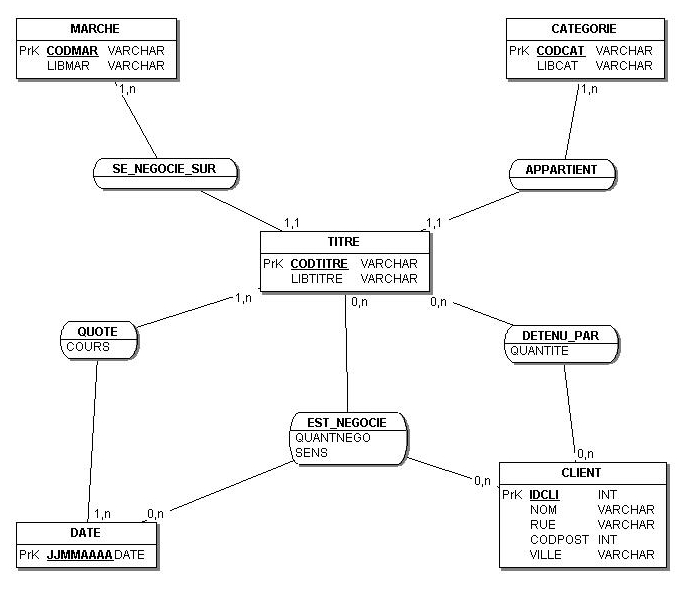 MARCHE
PrK CODMAR VARCHAR
LIBMAR VARCHAR
CATEGORIE
PrK CODCAT VARCHAR
LIBCAT VARCHAR
1,n
1,n
SE_NEGOCIE_SUR
APPARTIENT
1,1
1,1
TITRE
PrK CODTITRE VARCHAR
LIBTITRE VARCHAR
1,n
0,n
0,n
QUOTE
COURS
DETENU_PAR
QUANTITE
EST_NEGOCIE
QUANTNEGO
SENS
0,n
0,n
1,n
0,n
CLIENT
PrK IDCLI INT
NOM VARCHAR
RUE VARCHAR
CODPOST INT
VILLE VARCHAR
DATE
PrK JJMMAAAA DATE